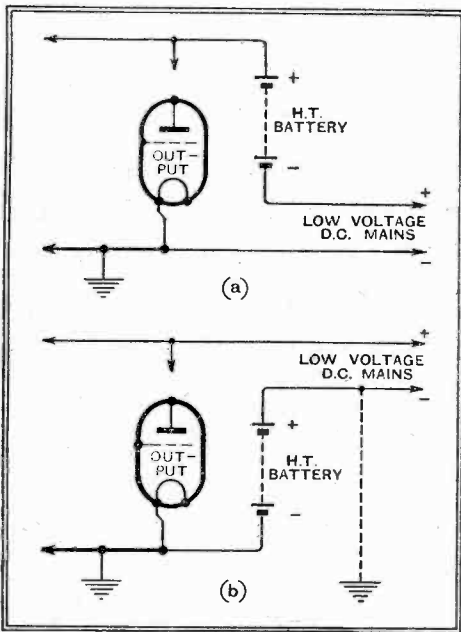 +
H.T.
BATTERY
−
OUT-
PUT
+
LOW VOLTAGE
D.C. MAINS
−
(a)
+
LOW VOLTAGE
D.C. MAINS
−
+
OUT-
PUT
H.T.
BATTERY
−
(b)